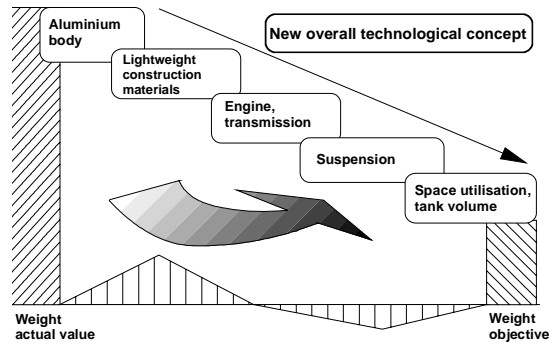 New overall technological concept
Aluminium
body
Lightweight
construction
materials
Engine,
transmission
Suspension
Space utilisation,
tank volume
Weight
actual value
Weight
objective